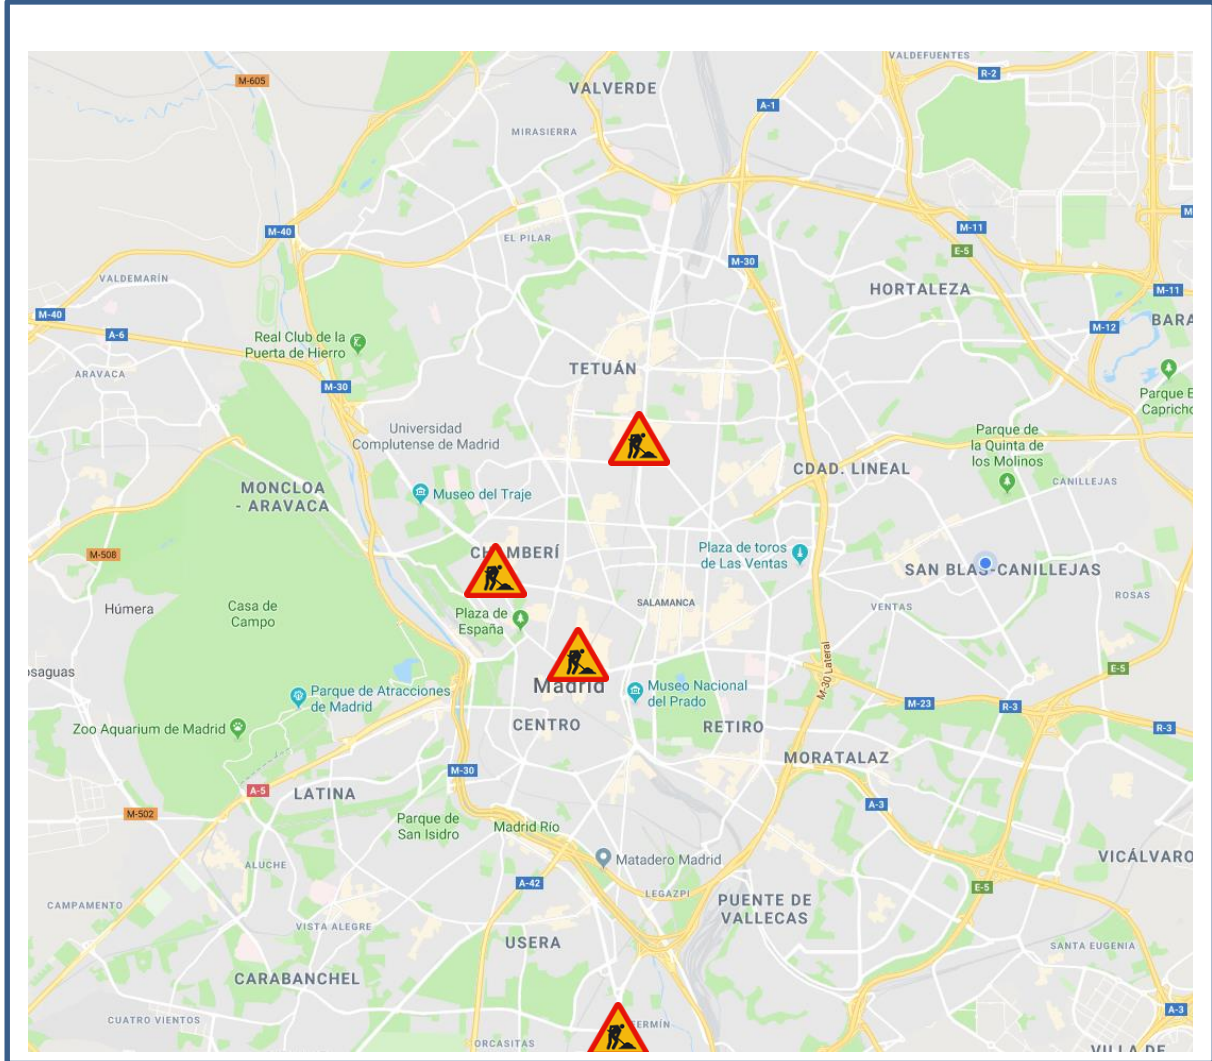 VALDEFUENTES
R-2
M-605
VALVERDE
A-1
MIRASIERRA
M
M-40
EL PILAR
M-11
E-5
M-30
VALDEMARÍN
HORTALEZA
M-11
M-40
A-6
BARA
M-12
Real Club de la
Puerta de Hierro
TETUÁN
ARAVACA
M-30
Parque E
Capricho
Universidad
Complutense de Madrid
Parque de
la Quinta de
los Molinos
CDAD. LINEAL
MONCLOA
- ARAVACA
Museo del Traje
CANILLEJAS
M-508
CHAMBERÍ
Plaza de toros
de Las Ventas
SAN BLAS-CANILLEJAS
Húmera
Casa de
Campo
Plaza de
España
SALAMANCA
VENTAS
ROSAS
osaguas
E-5
M-30 Lateral
Madrid
Museo Nacional
del Prado
Parque de Atracciones
de Madrid
M-23
R-3
Zoo Aquarium de Madrid
CENTRO
RETIRO
R-3
MORATALAZ
M-30
A-5
LATINA
A-3
M-502
Parque de
San Isidro
Madrid Río
Matadero Madrid
VICÁLVARO
ALUCHE
A-42
LEGAZPI
E-5
PUENTE DE
VALLECAS
CAMPAMENTO
VISTA ALEGRE
USERA
SANTA EUGENIA
CARABANCHEL
A-3
CUATRO VIENTOS
FERMÍN
ORCASITAS
VILLA DE